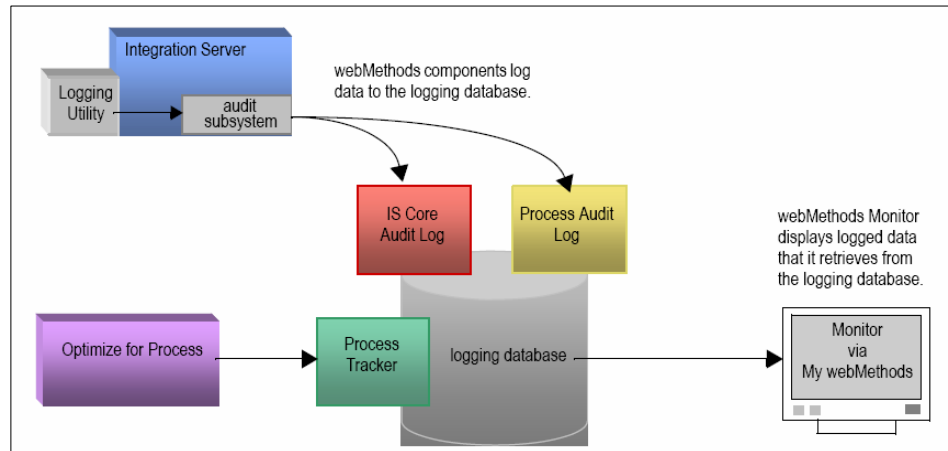 Integration Server
Logging
Utility
audit
subsystem
webMethods components log
data to the logging database.
IS Core
Audit Log
Process Audit
Log
webMethods Monitor
displays logged data
that it retrieves from
the logging database.
Optimize for Process
Process
Tracker
logging database
Monitor
via
My webMethods